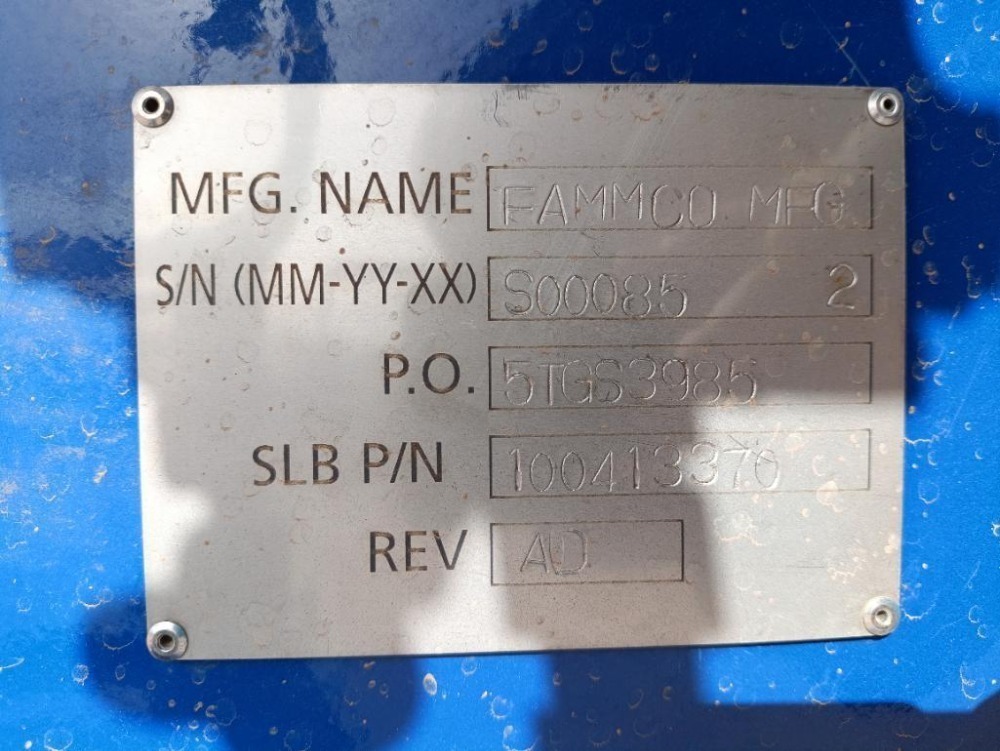 MFG. NAME FAMMCO MFG
S/N (MM-YY-XX) S00085 2
P.O. 5TGS3985
SLB P/N 100413370
REV AD